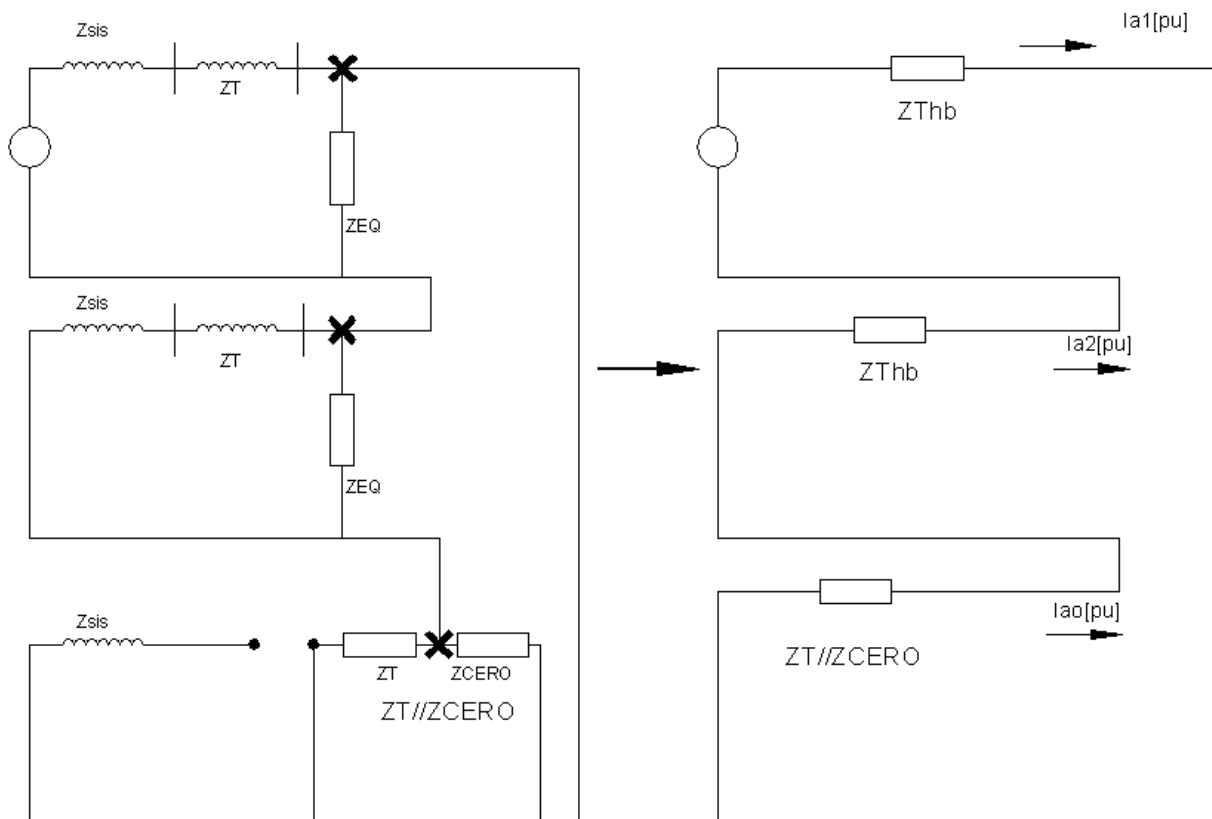 Zsis
ZT
ZEQ
Zsis
ZT
ZEQ
Zsis
ZT
ZCERO
ZT//ZCERO
Ia1[pu]
ZThb
Ia2[pu]
ZThb
Iao[pu]
ZT//ZCERO